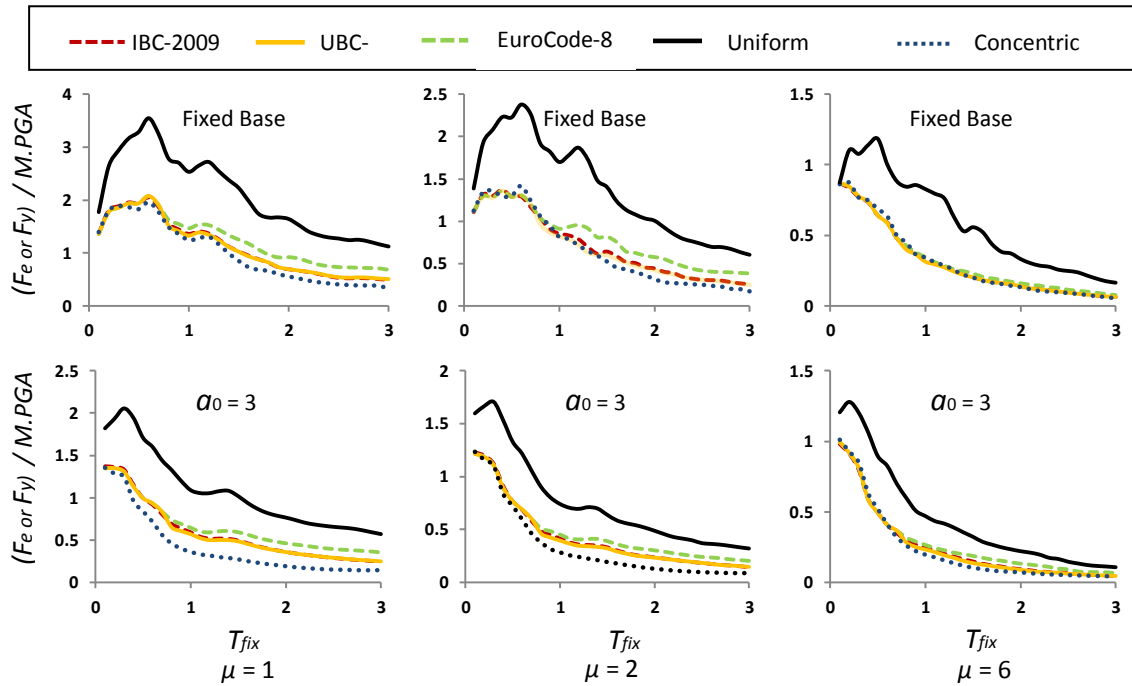 IBC-2009 UBC- EuroCode-8 Uniform Concentric
(Fe or Fy) / M.PGA
4
3
2
1
0
0 1 2 3
Fixed Base
2.5
2
1.5
1
0.5
0
0 1 2 3
Fixed Base
1.5
1
0.5
0
0 1 2 3
Fixed Base
(Fe or Fy) / M.PGA
2.5
2
1.5
1
0.5
0
0 1 2 3
a0 = 3
2
1.5
1
0.5
0
0 1 2 3
a0 = 3
1.5
1
0.5
0
0 1 2 3
a0 = 3
Tfix Tfix Tfix
μ = 1 μ = 2 μ = 6